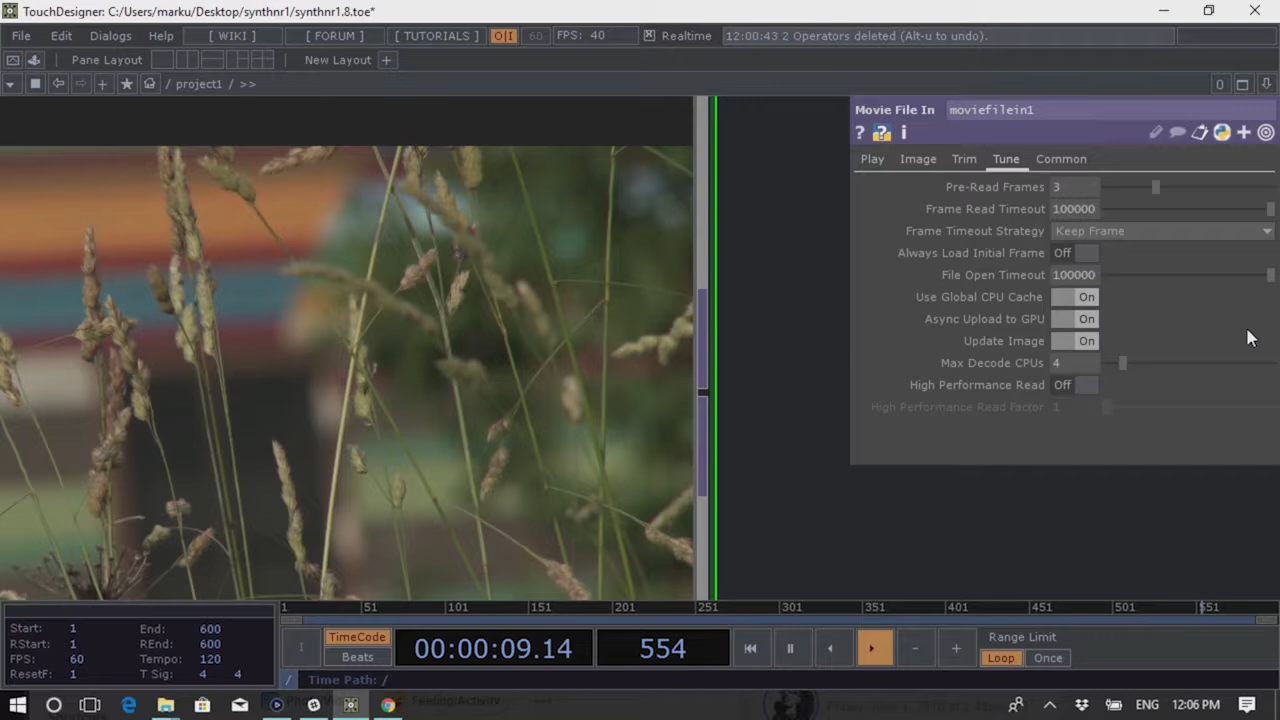 TouchDesigner: C:/Users/marku/Desktop/synthnr1/synthnr1.8.toe*
File Edit Dialogs Help [ WIKI ] [ FORUM ] [ TUTORIALS ] O|I 60 FPS: 40 Realtime 12:00:43 2 Operators deleted (Alt-u to undo).
Pane Layout New Layout +
/ project1 / >> 0
Movie File In moviefilein1
? ? i
Play Image Trim Tune Common
Pre-Read Frames 3
Frame Read Timeout 100000
Frame Timeout Strategy Keep Frame
Always Load Initial Frame Off
File Open Timeout 100000
Use Global CPU Cache On
Async Upload to GPU On
Update Image On
Max Decode CPUs 4
High Performance Read Off
High Performance Read Factor 1
1 51 101 151 201 251 301 351 401 451 501 551
Start: 1 End: 600
RStart: 1 REnd: 600
FPS: 60 Tempo: 120
ResetF: 1 T Sig: 4 4
TimeCode
Beats
00:00:09.14 554
Range Limit
Loop Once
/ Time Path: /
Feeling/Activity
ENG 12:06 PM